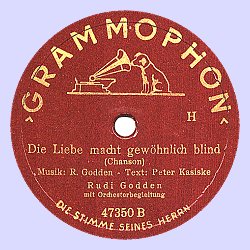 ›GRAMMOPHON‹
H
Die Liebe macht gewöhnlich blind
(Chanson)
Musik: R. Godden - Text: Peter Kasiske
Rudi Godden
mit Orchesterbegleitung
47350 B
DIE STIMME SEINES HERRN